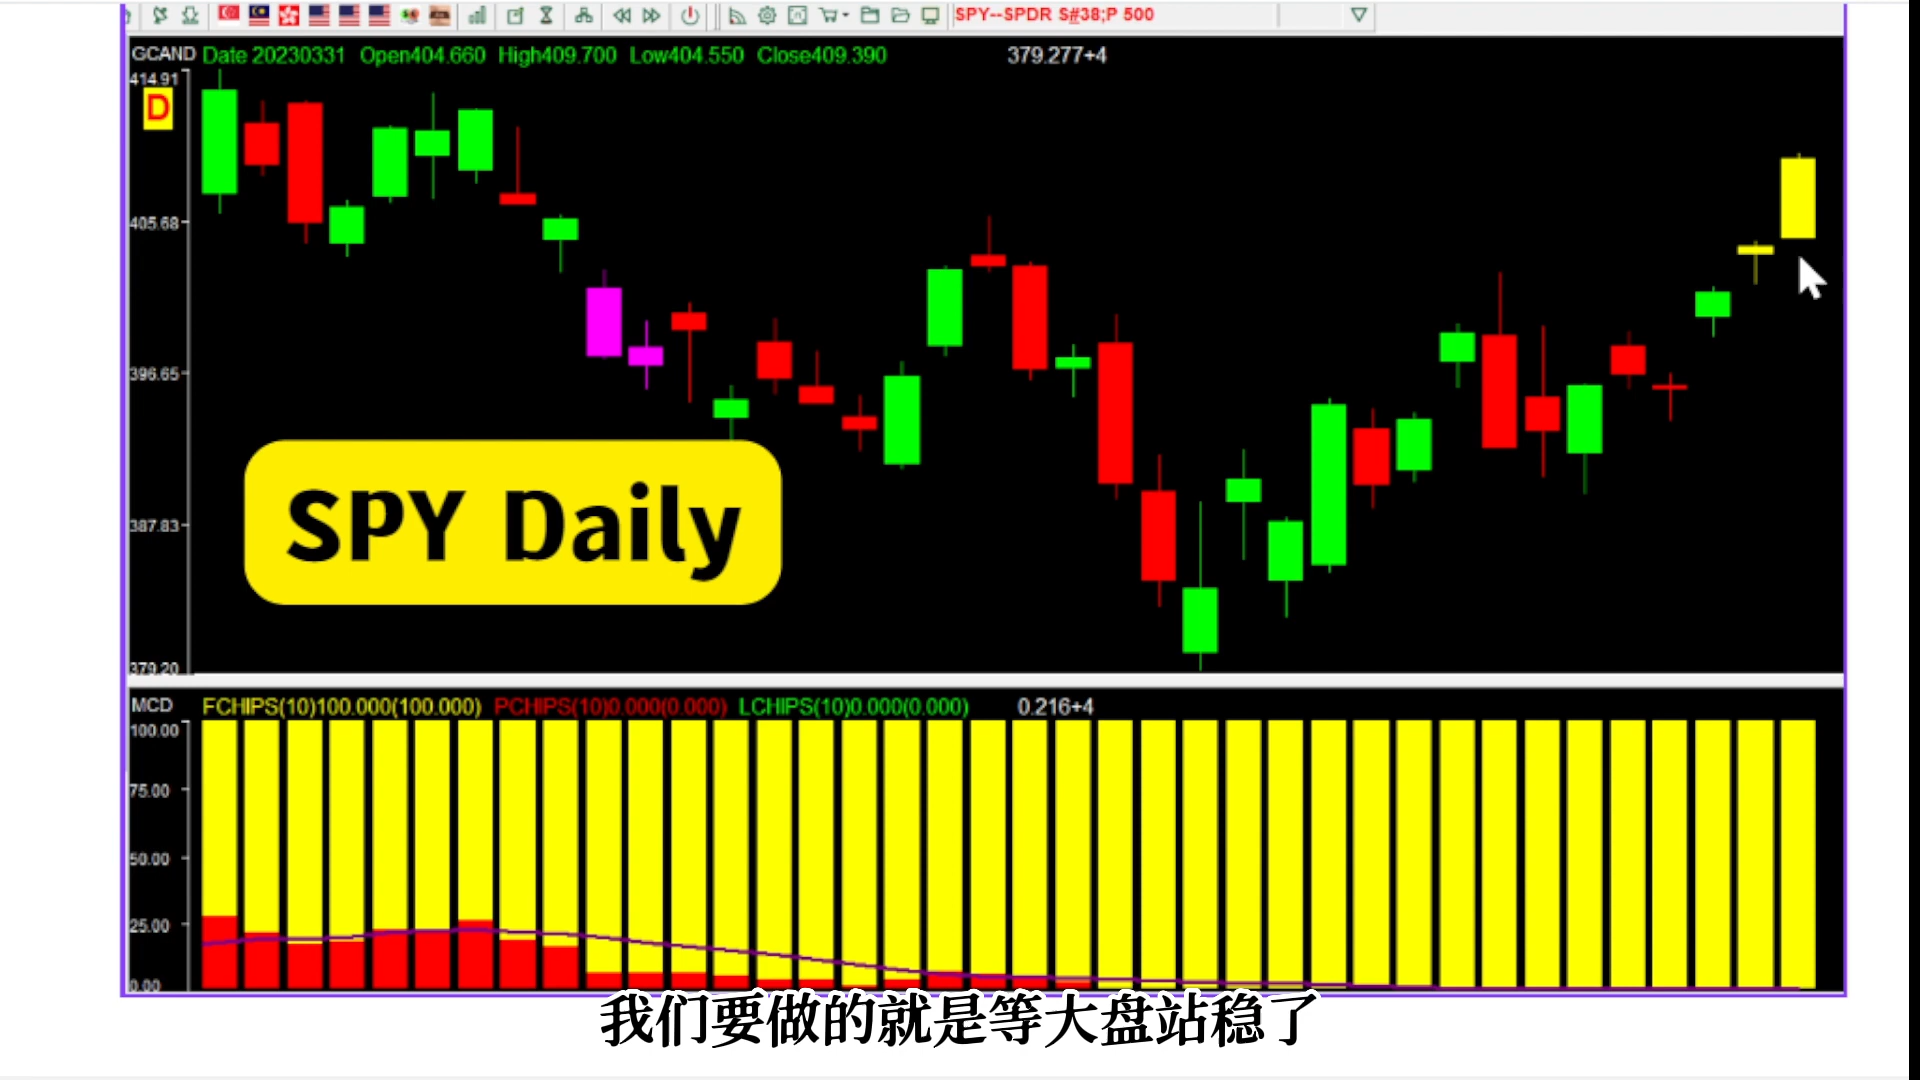 SPY--SPDR S&#38;P 500
GCAND Date 20230331 Open404.660 High409.700 Low404.550 Close409.390 379.277+4
414.91
D
405.68
396.65
387.83
SPY Daily
379.20
MCD FCHIPS(10)100.000(100.000) PCHIPS(10)0.000(0.000) LCHIPS(10)0.000(0.000) 0.216+4
100.00
75.00
50.00
25.00
0.00
我们要做的就是等大盘站稳了